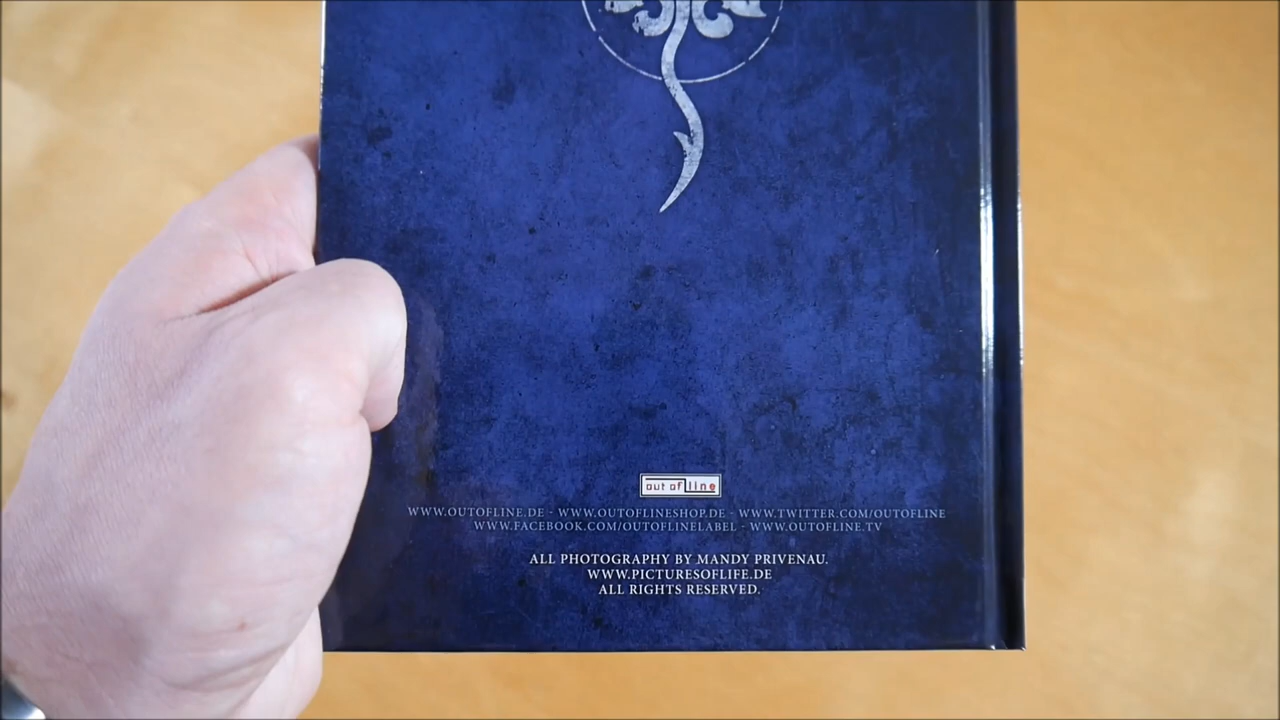 out of line
WWW.OUTOFLINE.DE - WWW.OUTOFLINESHOP.DE - WWW.TWITTER.COM/OUTOFLINE
WWW.FACEBOOK.COM/OUTOFLINELABEL - WWW.OUTOFLINE.TV
ALL PHOTOGRAPHY BY MANDY PRIVENAU.
WWW.PICTURESOFLIFE.DE
ALL RIGHTS RESERVED.